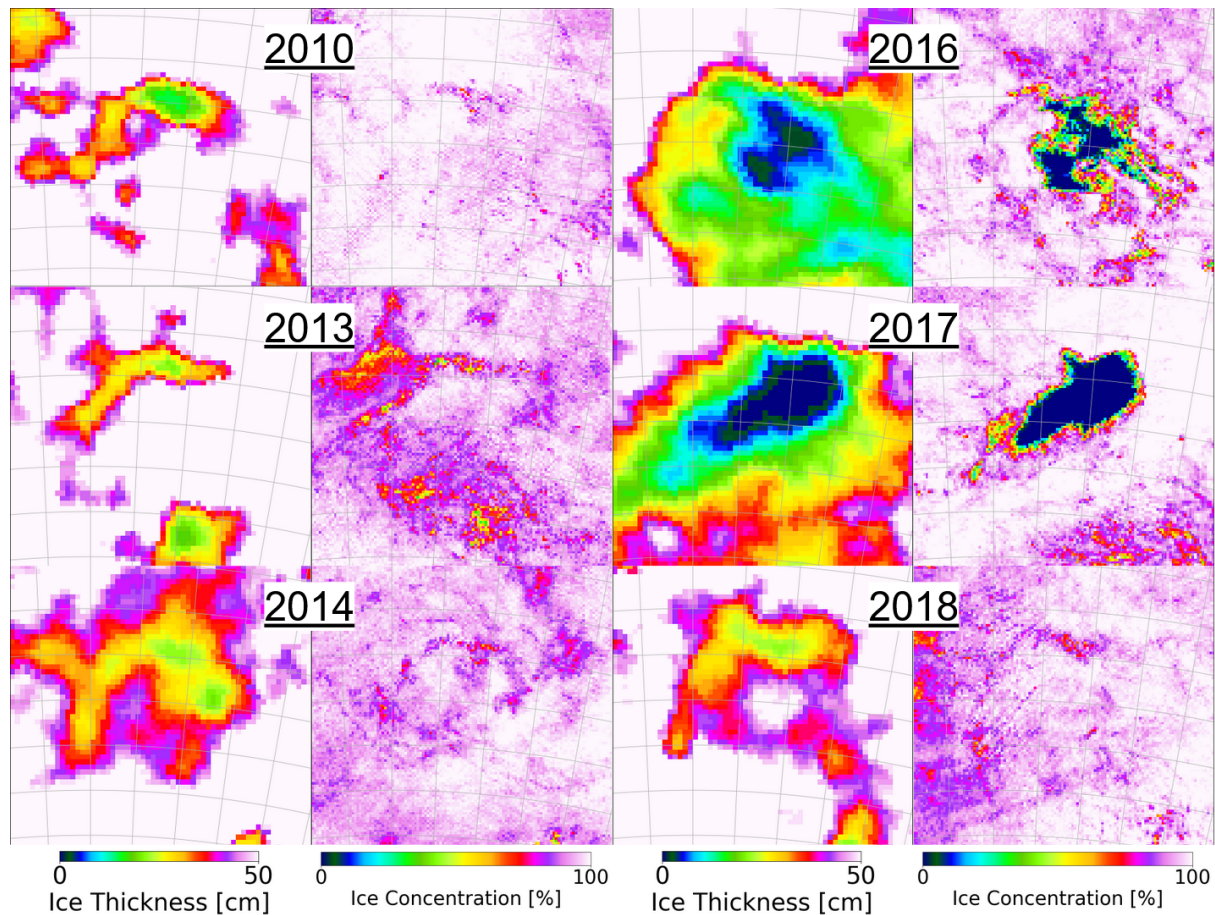 2010
2016
2013
2017
2014
2018
0 50
Ice Thickness [cm]
0 100
Ice Concentration [%]
0 50
Ice Thickness [cm]
0 100
Ice Concentration [%]